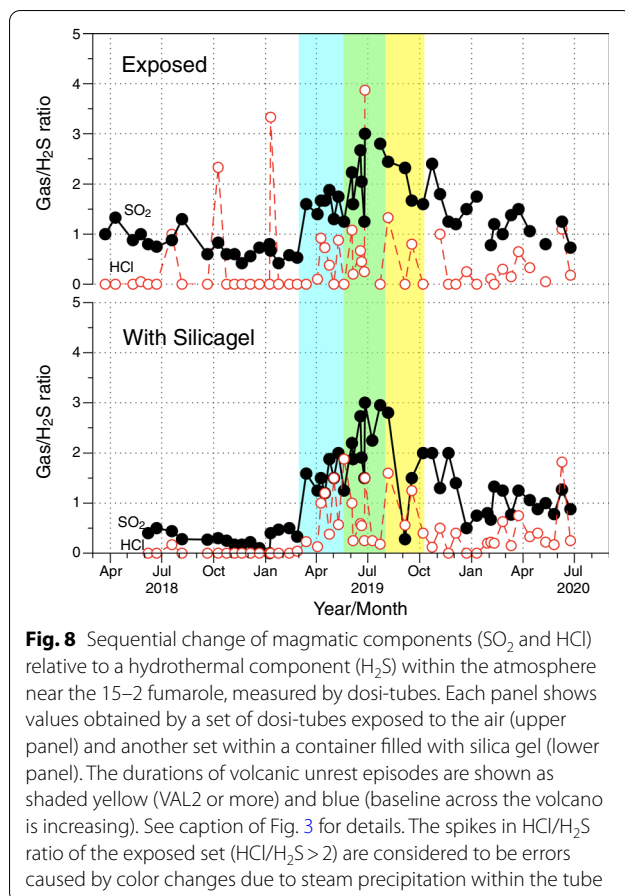 Exposed
Gas/H₂S ratio
5
4
3
2
1
0
SO₂
HCl
With Silicagel
Gas/H₂S ratio
5
4
3
2
1
0
SO₂
HCl
Apr Jul Oct Jan Apr Jul Oct Jan Apr Jul
2018 2019 2020
Year/Month
Fig. 8 Sequential change of magmatic components (SO₂ and HCl)
relative to a hydrothermal component (H₂S) within the atmosphere
near the 15–2 fumarole, measured by dosi-tubes. Each panel shows
values obtained by a set of dosi-tubes exposed to the air (upper
panel) and another set within a container filled with silica gel (lower
panel). The durations of volcanic unrest episodes are shown as
shaded yellow (VAL2 or more) and blue (baseline across the volcano
is increasing). See caption of Fig. 3 for details. The spikes in HCl/H₂S
ratio of the exposed set (HCl/H₂S > 2) are considered to be errors
caused by color changes due to steam precipitation within the tube